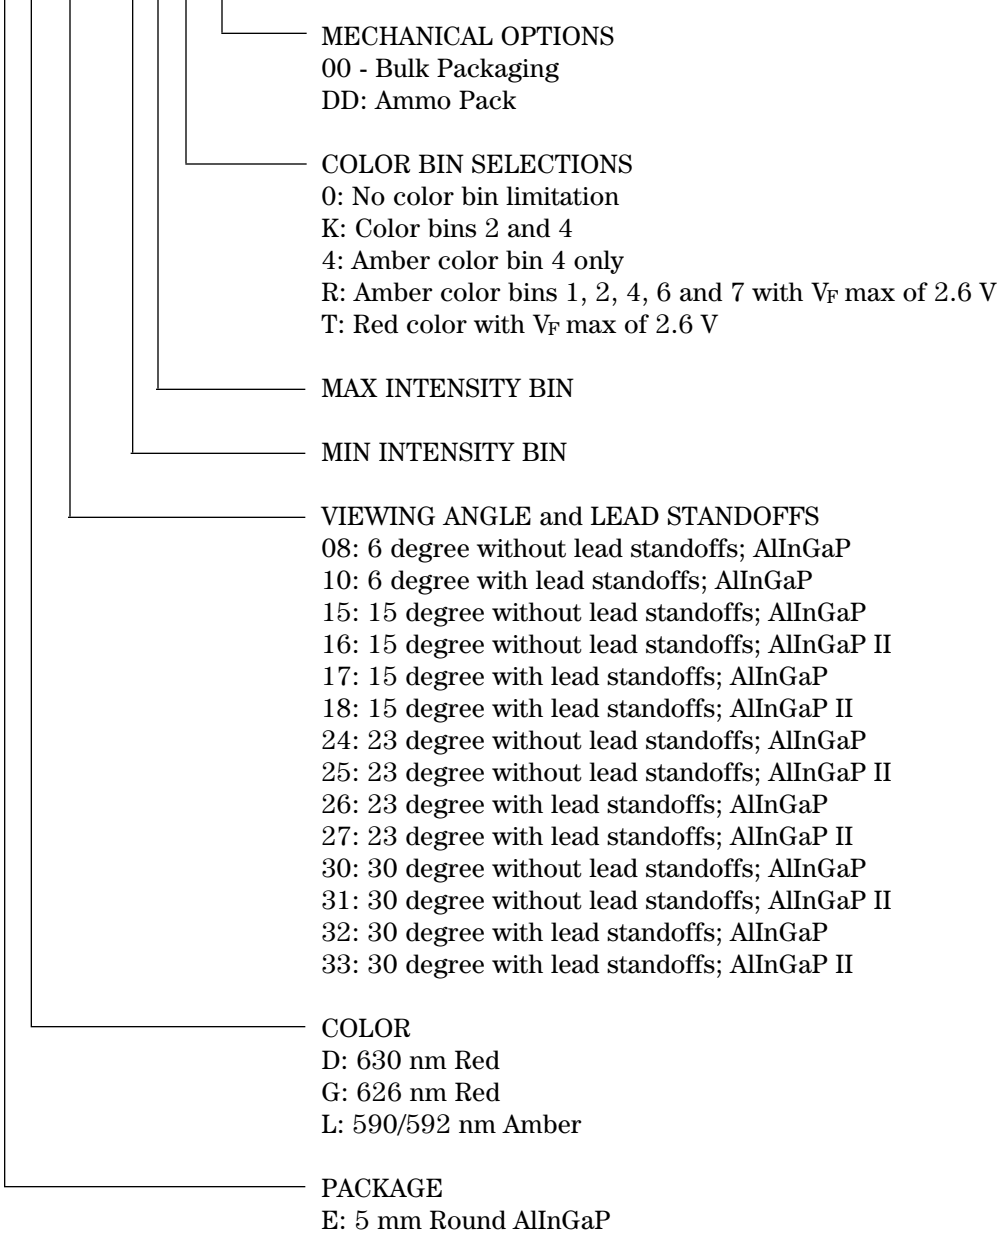 MECHANICAL OPTIONS
00 - Bulk Packaging
DD: Ammo Pack
COLOR BIN SELECTIONS
0: No color bin limitation
K: Color bins 2 and 4
4: Amber color bin 4 only
R: Amber color bins 1, 2, 4, 6 and 7 with VF max of 2.6 V
T: Red color with VF max of 2.6 V
MAX INTENSITY BIN
MIN INTENSITY BIN
VIEWING ANGLE and LEAD STANDOFFS
08: 6 degree without lead standoffs; AlInGaP
10: 6 degree with lead standoffs; AlInGaP
15: 15 degree without lead standoffs; AlInGaP
16: 15 degree without lead standoffs; AlInGaP II
17: 15 degree with lead standoffs; AlInGaP
18: 15 degree with lead standoffs; AlInGaP II
24: 23 degree without lead standoffs; AlInGaP
25: 23 degree without lead standoffs; AlInGaP II
26: 23 degree with lead standoffs; AlInGaP
27: 23 degree with lead standoffs; AlInGaP II
30: 30 degree without lead standoffs; AlInGaP
31: 30 degree without lead standoffs; AlInGaP II
32: 30 degree with lead standoffs; AlInGaP
33: 30 degree with lead standoffs; AlInGaP II
COLOR
D: 630 nm Red
G: 626 nm Red
L: 590/592 nm Amber
PACKAGE
E: 5 mm Round AlInGaP